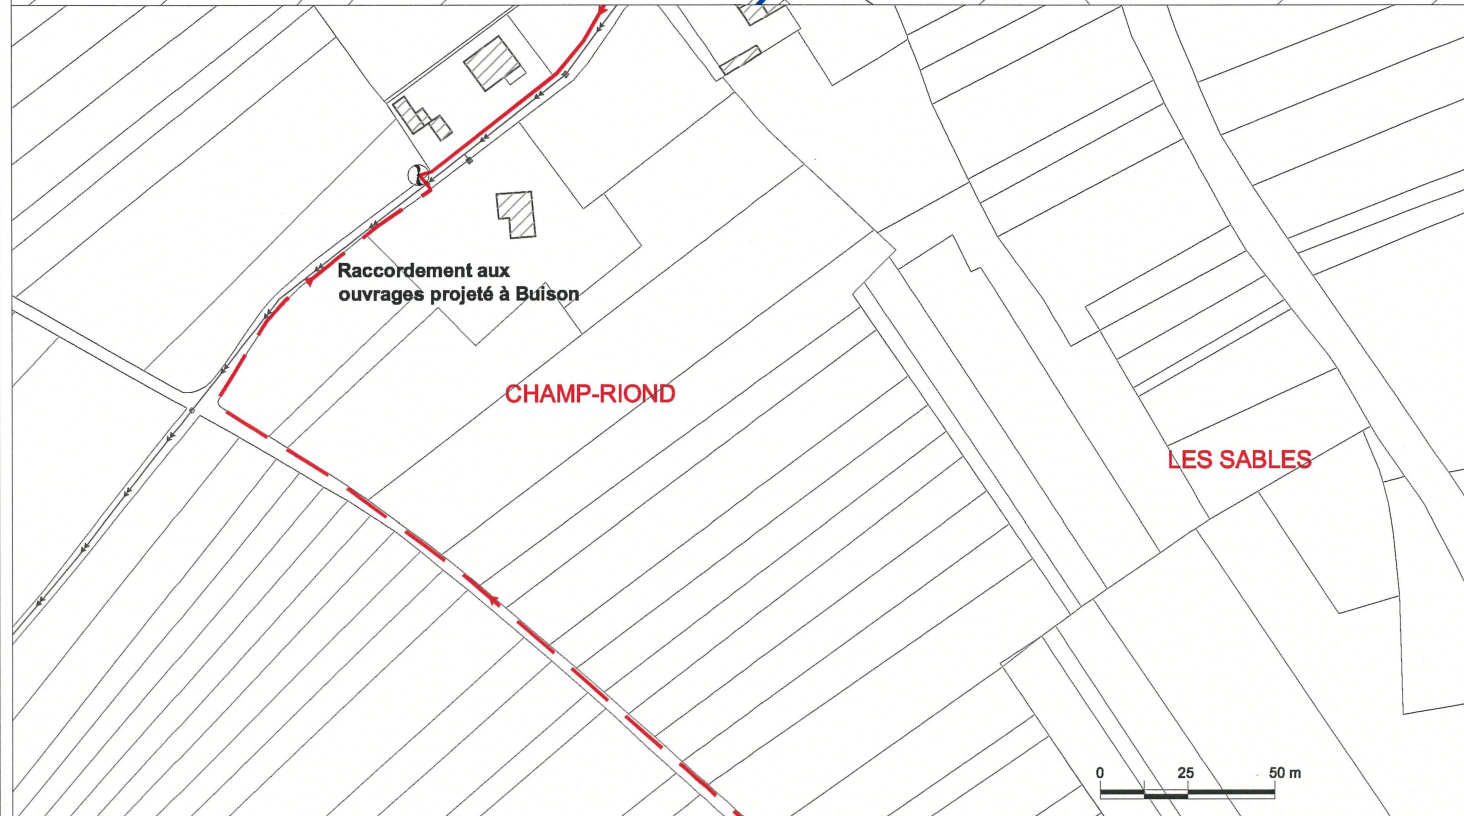 Raccordement aux
ouvrages projeté à Buison
CHAMP-RIOND
LES SABLES
0 25 50 m